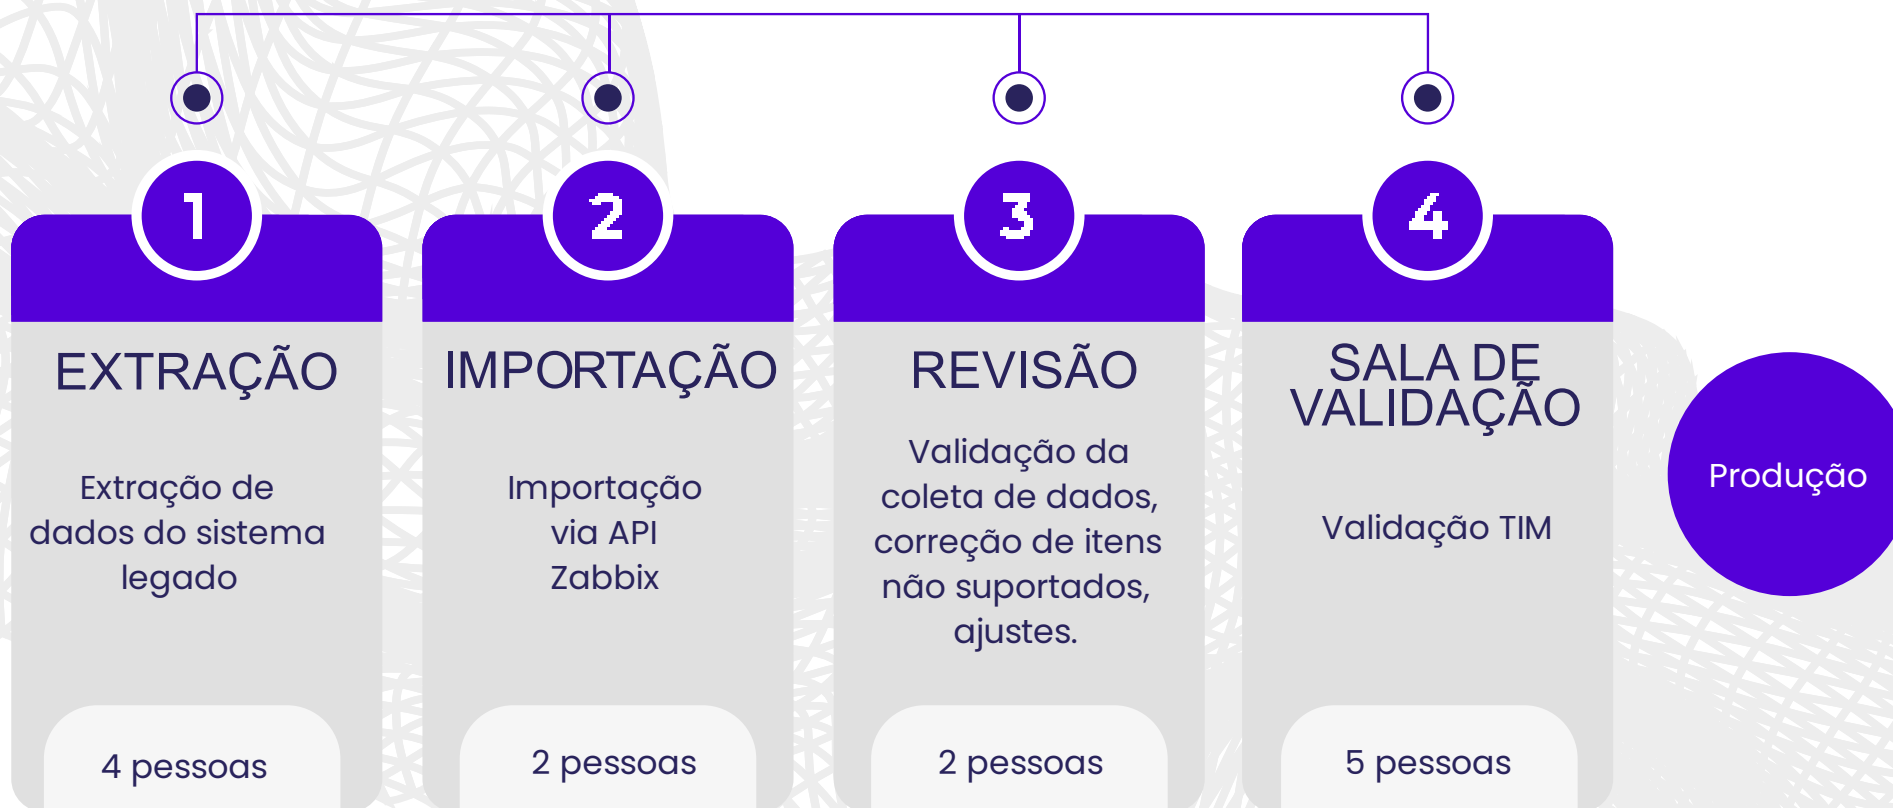 1
EXTRAÇÃO
Extração de
dados do sistema
legado
4 pessoas
2
IMPORTAÇÃO
Importação
via API
Zabbix
2 pessoas
3
REVISÃO
Validação da
coleta de dados,
correção de itens
não suportados,
ajustes.
2 pessoas
4
SALA DE
VALIDAÇÃO
Validação TIM
5 pessoas
Produção